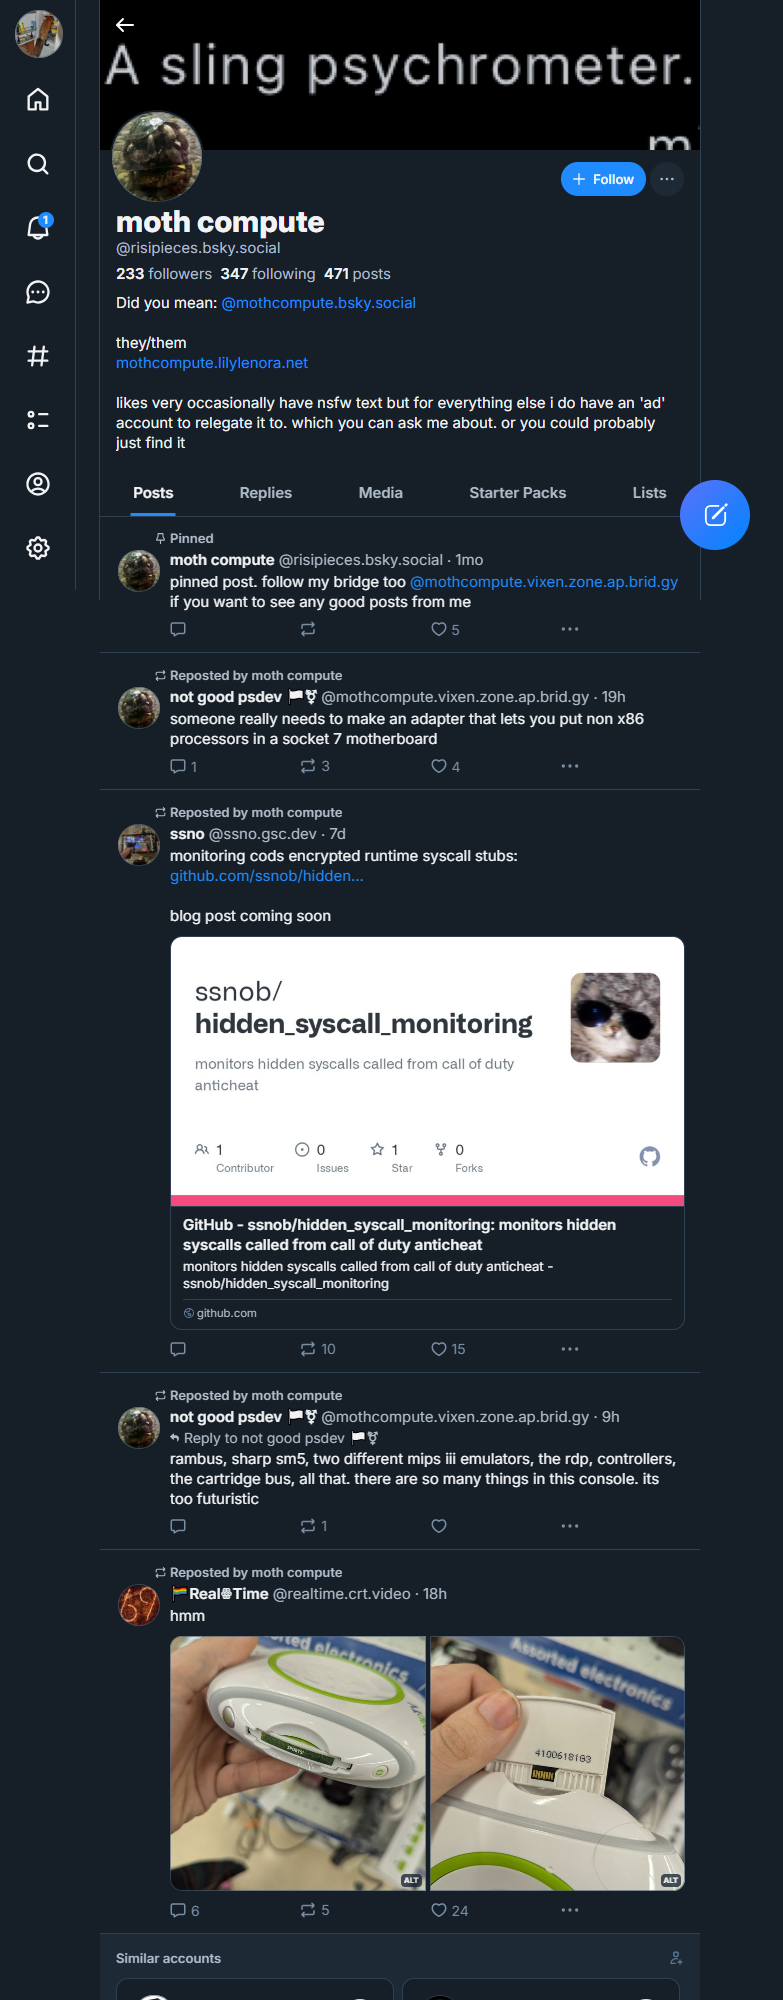 A sling psychrometer.
m
+ Follow
1
moth compute
@risipieces.bsky.social
233 followers 347 following 471 posts
Did you mean: @mothcompute.bsky.social
they/them
mothcompute.lilylenora.net
likes very occasionally have nsfw text but for everything else i do have an 'ad'
account to relegate it to. which you can ask me about. or you could probably
just find it
Posts Replies Media Starter Packs Lists
Pinned
moth compute @risipieces.bsky.social · 1mo
pinned post. follow my bridge too @mothcompute.vixen.zone.ap.brid.gy
if you want to see any good posts from me
5
Reposted by moth compute
not good psdev 🏳️‍⚧️ @mothcompute.vixen.zone.ap.brid.gy · 19h
someone really needs to make an adapter that lets you put non x86
processors in a socket 7 motherboard
1 3 4
Reposted by moth compute
ssno @ssno.gsc.dev · 7d
monitoring cods encrypted runtime syscall stubs:
github.com/ssnob/hidden...
blog post coming soon
ssnob/
hidden_syscall_monitoring
monitors hidden syscalls called from call of duty
anticheat
1 0 1 0
Contributor Issues Star Forks
GitHub - ssnob/hidden_syscall_monitoring: monitors hidden
syscalls called from call of duty anticheat
monitors hidden syscalls called from call of duty anticheat -
ssnob/hidden_syscall_monitoring
github.com
10 15
Reposted by moth compute
not good psdev 🏳️‍⚧️ @mothcompute.vixen.zone.ap.brid.gy · 9h
Reply to not good psdev 🏳️‍⚧️
rambus, sharp sm5, two different mips iii emulators, the rdp, controllers,
the cartridge bus, all that. there are so many things in this console. its
too futuristic
1
Reposted by moth compute
🏳️‍🌈Real Time @realtime.crt.video · 18h
hmm
orted electronics
SPORTS
ALT
Assorted electronics
4100618183
ALT
6 5 24
Similar accounts